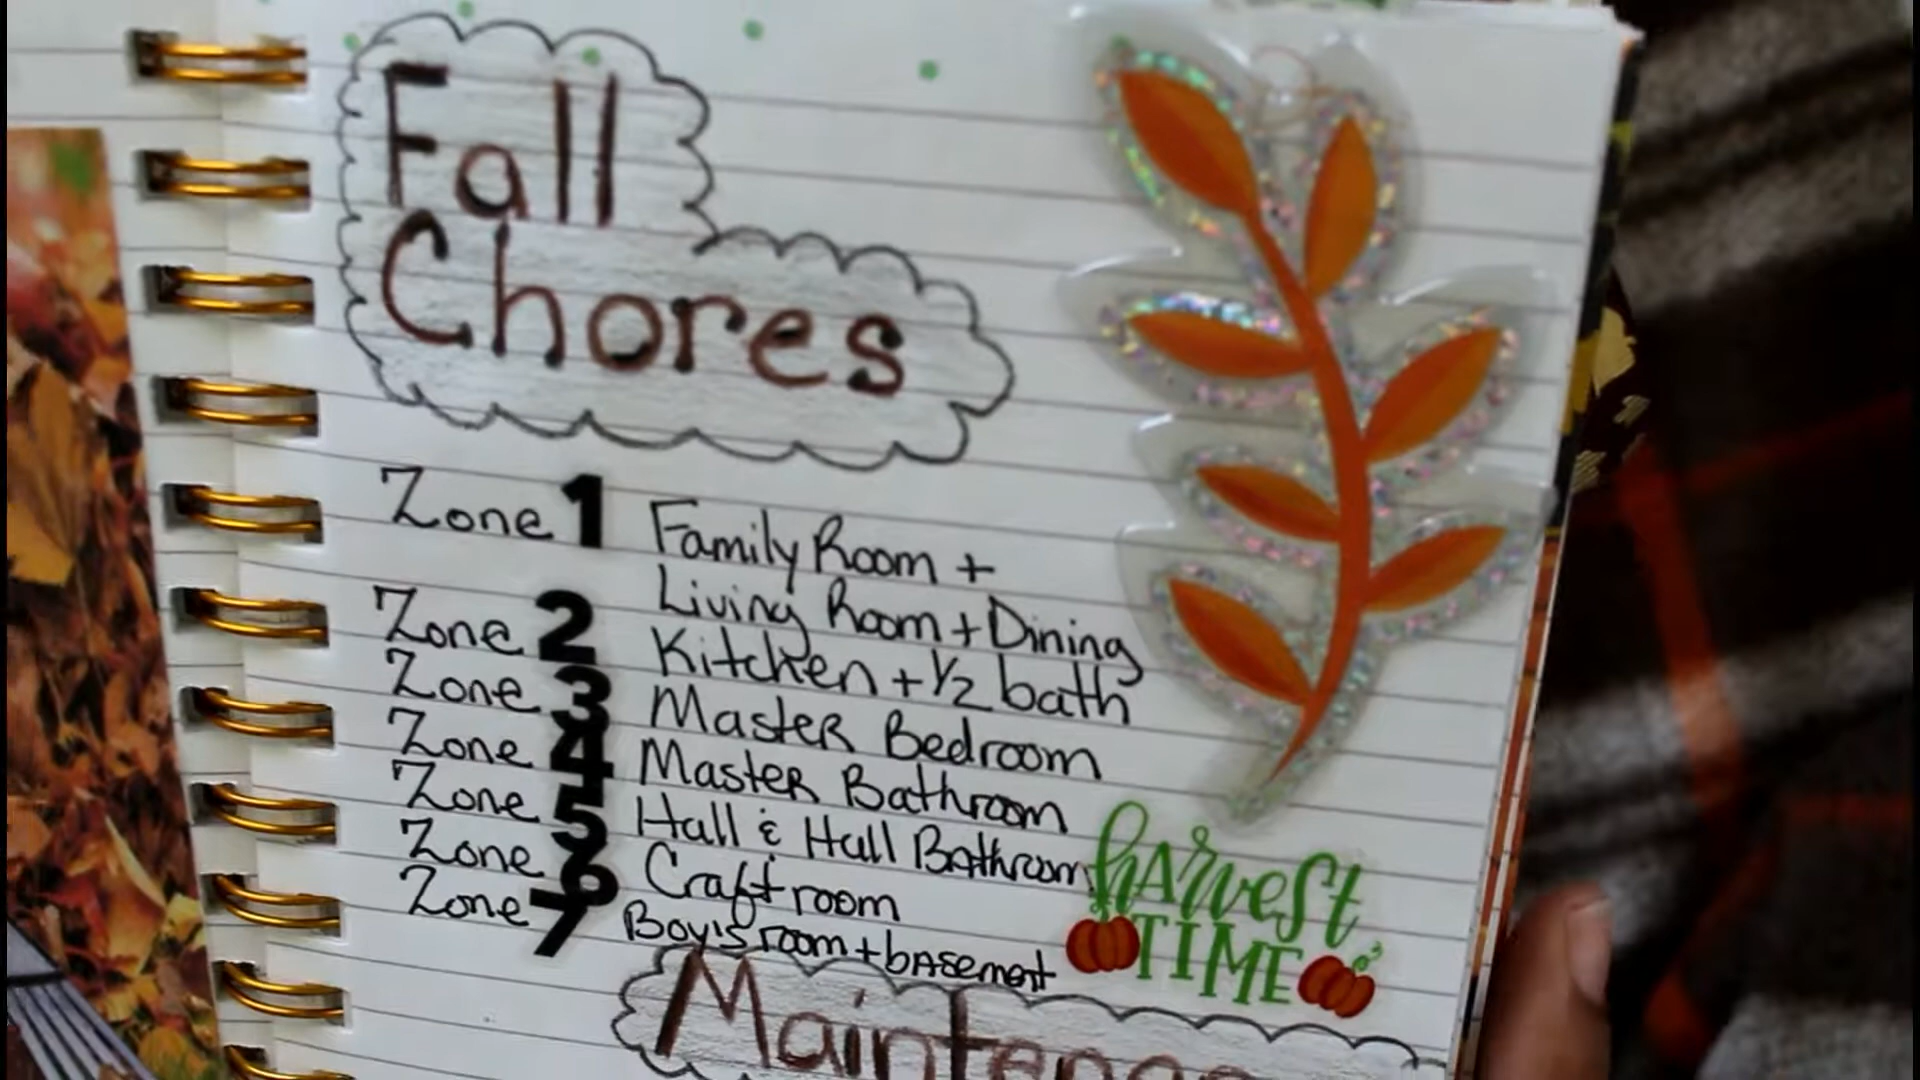 Fall
Chores
Zone 1 Family Room +
Living Room + Dining
Zone 2 Kitchen + 1/2 bath
Zone 3 Master Bedroom
Zone 4 Master Bathroom
Zone 5 Hall & Hall Bathroom
Zone 6 Craft room
Zone 7 Boy's room + basement
harvest
TIME